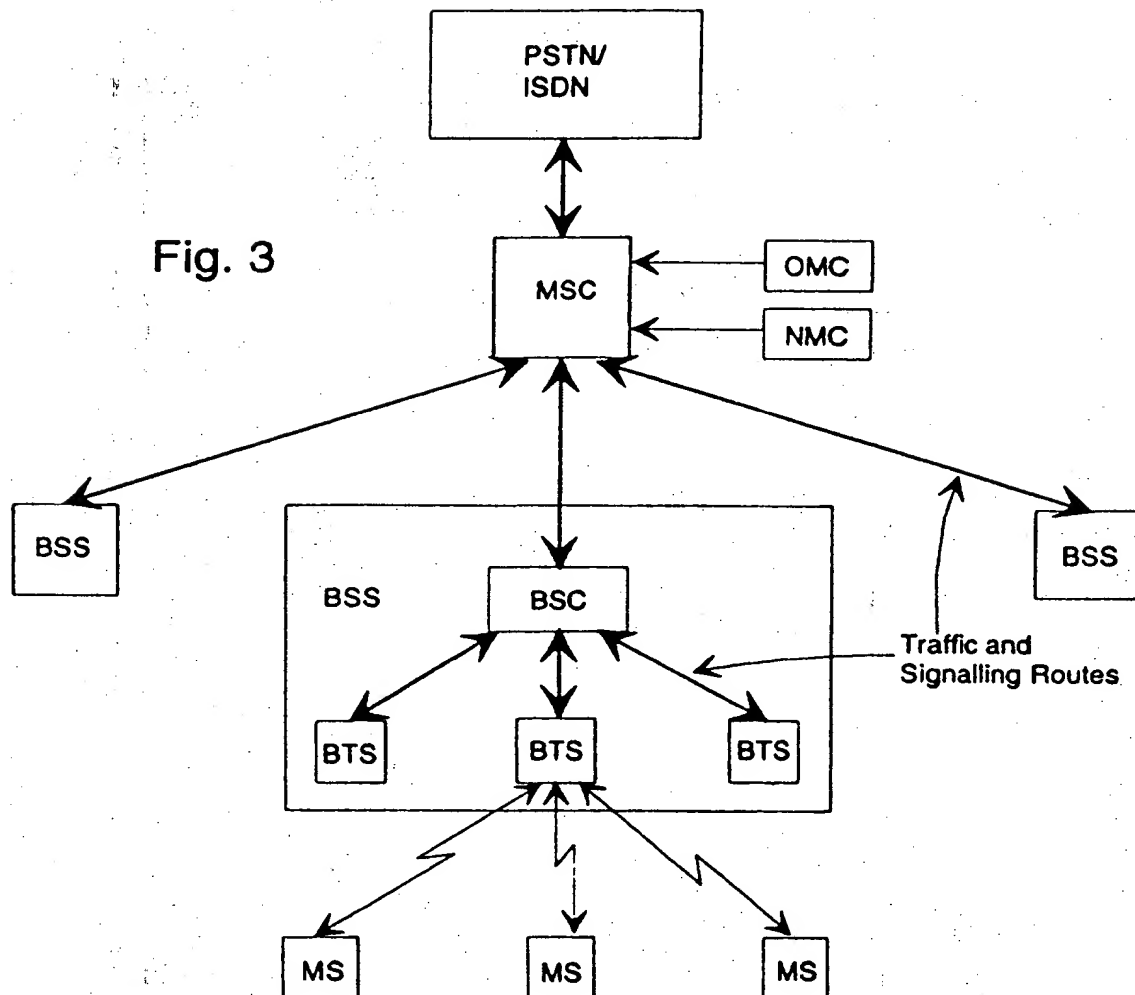 PSTN/
ISDN
Fig. 3
MSC
OMC
NMC
BSS
BSS
BSC
BSS
Traffic and
Signalling Routes
BTS
BTS
BTS
MS
MS
MS